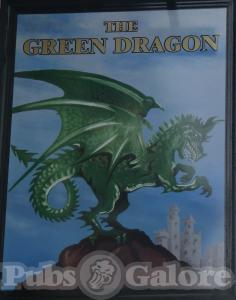 THE
GREEN DRAGON
Pubs Galore